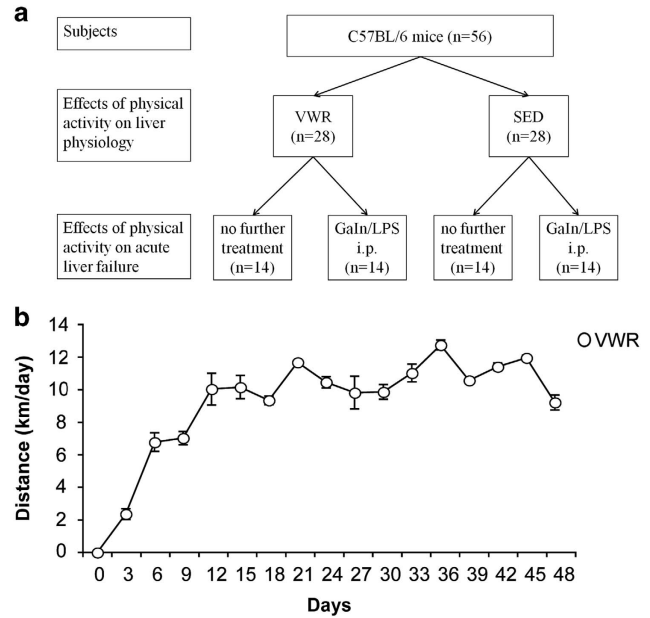 a
Subjects
C57BL/6 mice (n=56)
Effects of physical
activity on liver
physiology
VWR
(n=28)
SED
(n=28)
Effects of physical
activity on acute
liver failure
no further
treatment
(n=14)
GaIn/LPS
i.p.
(n=14)
no further
treatment
(n=14)
GaIn/LPS
i.p.
(n=14)
b
Distance (km/day)
14
12
10
8
6
4
2
0
VWR
0 3 6 9 12 15 18 21 24 27 30 33 36 39 42 45 48
Days